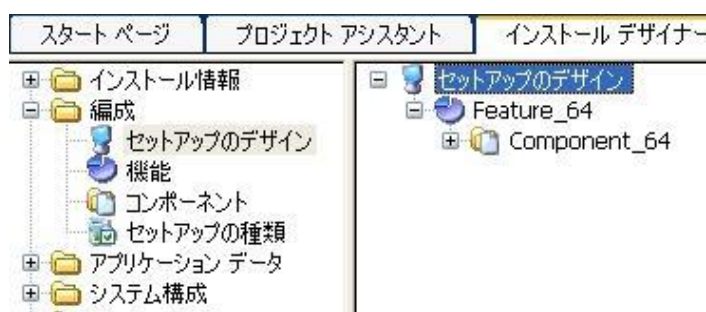 スタート ページ
プロジェクト アシスタント
インストール デザイナー
インストール情報
編成
セットアップのデザイン
機能
コンポーネント
セットアップの種類
アプリケーション データ
システム構成
セットアップのデザイン
Feature_64
Component_64